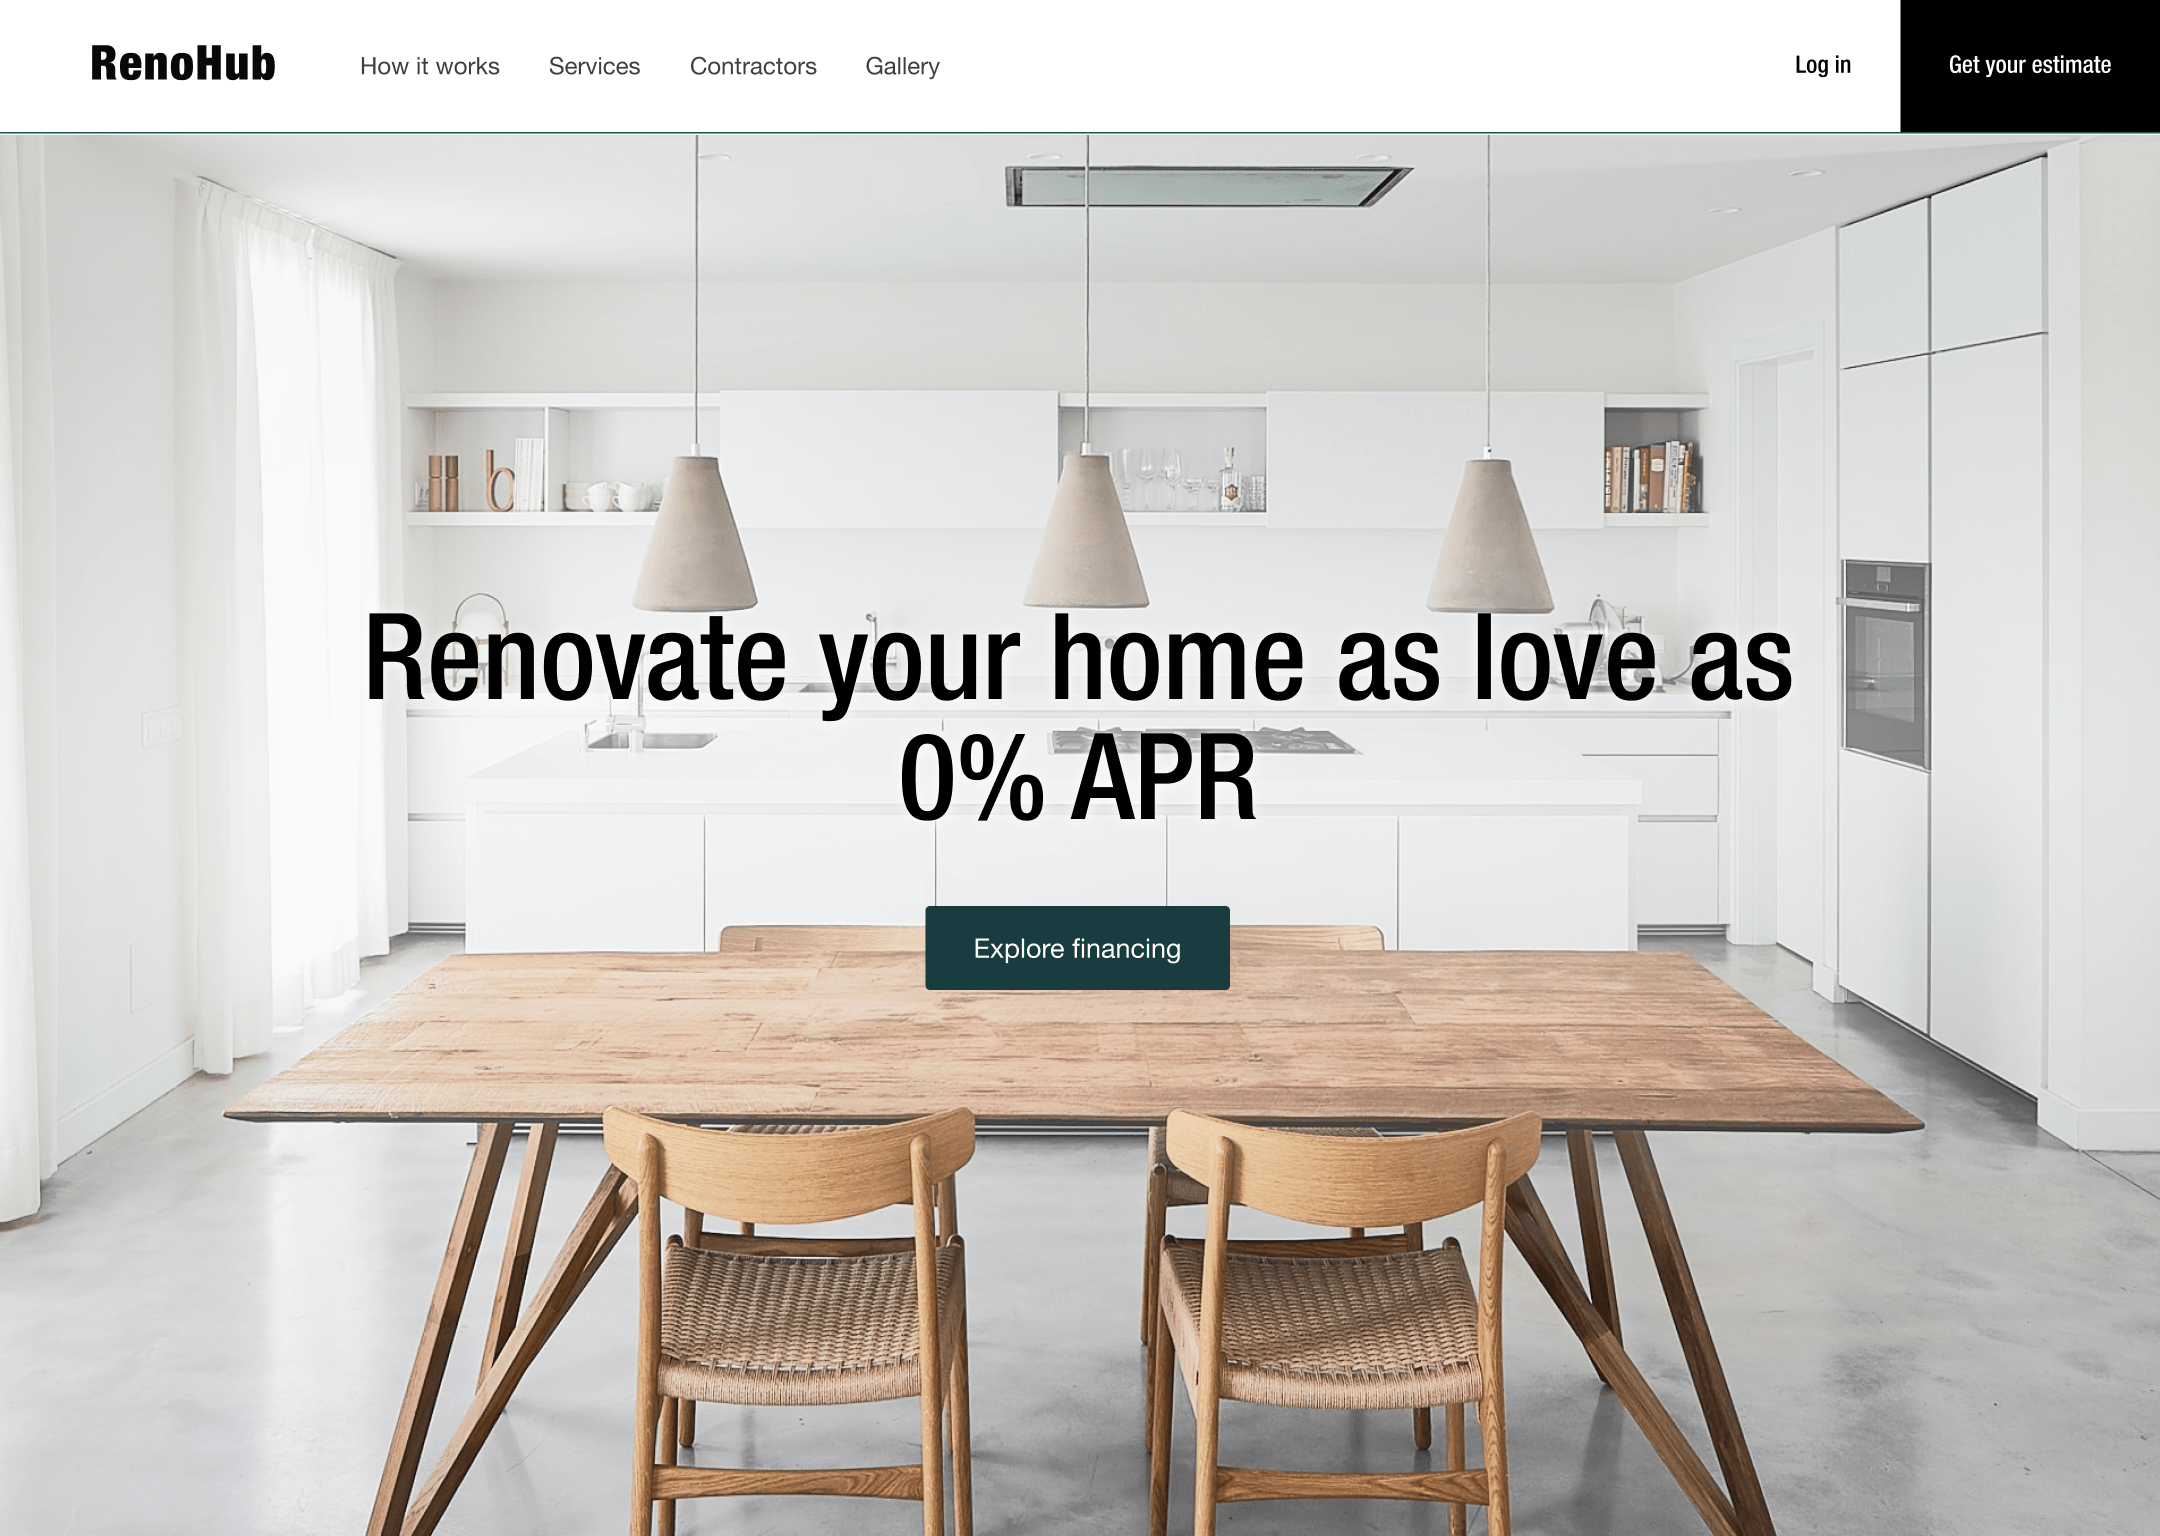 RenoHub
How it works
Services
Contractors
Gallery
Log in
Get your estimate
b
Renovate your home as love as
0% APR
Explore financing